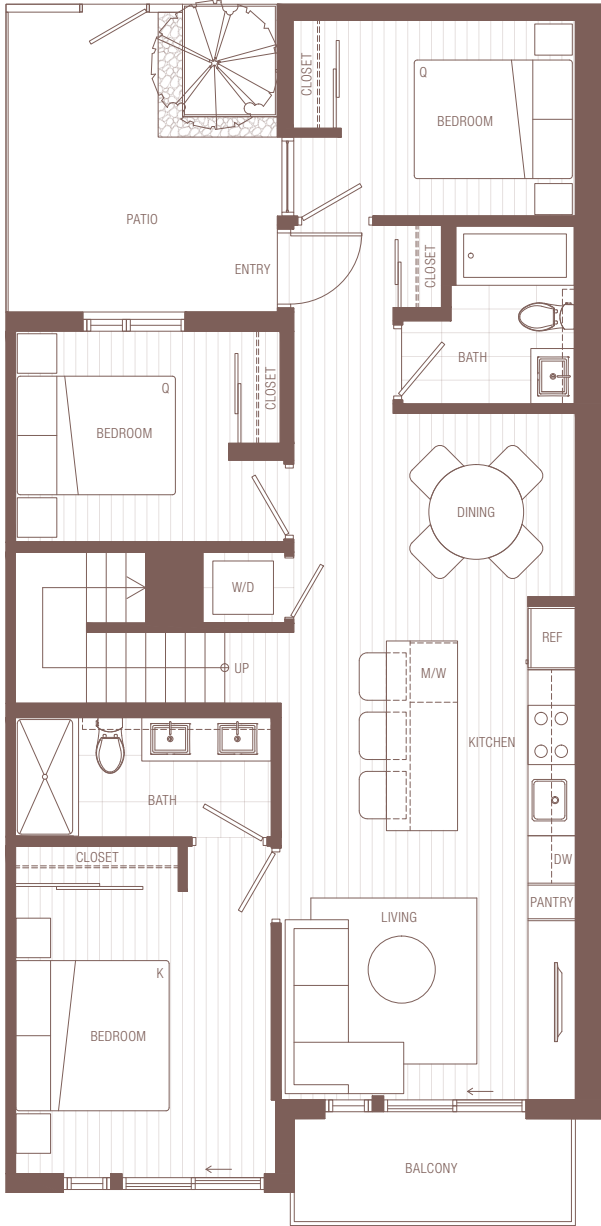 CLOSET
Q
BEDROOM
PATIO
ENTRY
CLOSET
BATH
CLOSET
Q
BEDROOM
DINING
W/D
REF
UP
M/W
KITCHEN
BATH
CLOSET
DW
PANTRY
LIVING
K
BEDROOM
BALCONY